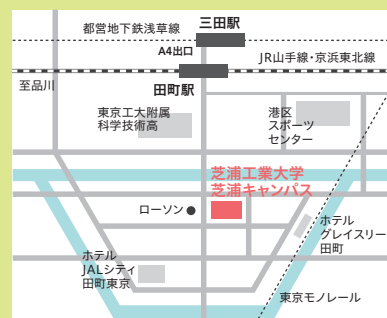 三田駅
都営地下鉄浅草線
A4出口
JR山手線・京浜東北線
至品川
田町駅
東京工大附属
科学技術高
港区
スポーツ
センター
芝浦工業大学
芝浦キャンパス
ローソン
ホテル
グレイスリー
田町
ホテル
JALシティ
田町東京
東京モノレール